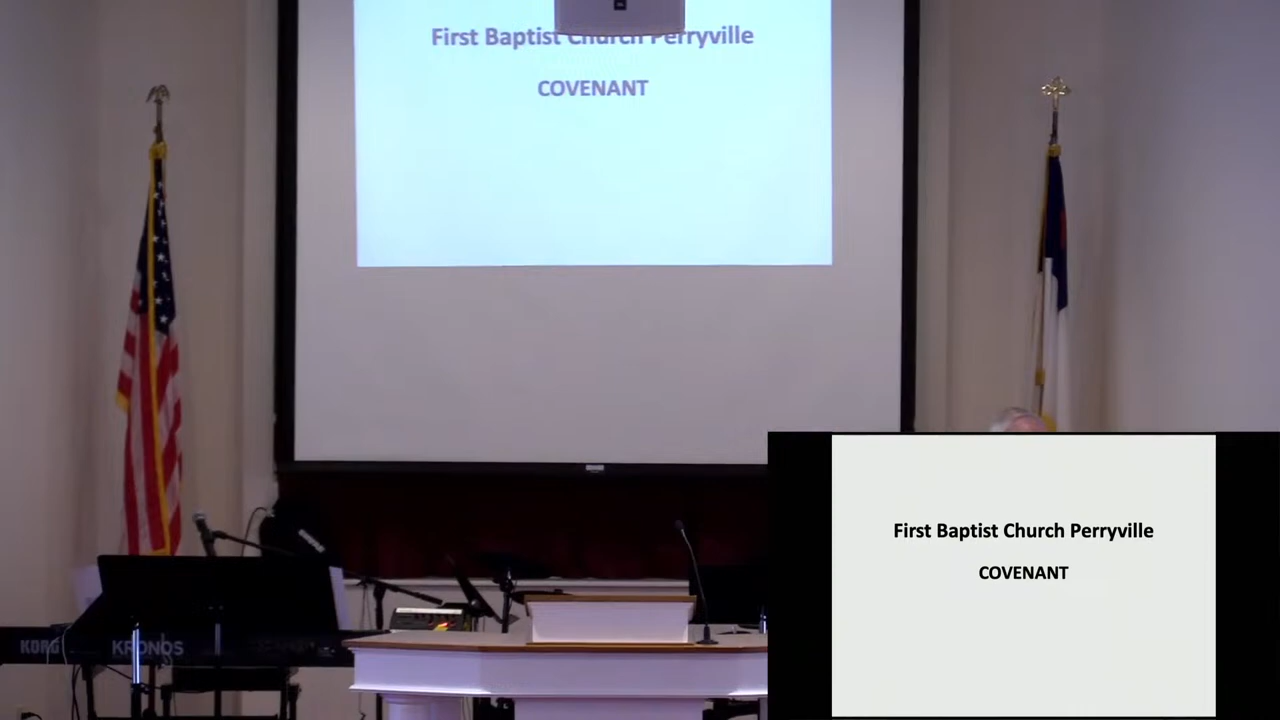 First Baptist Church Perryville
COVENANT
First Baptist Church Perryville
COVENANT
KORG
KRONOS